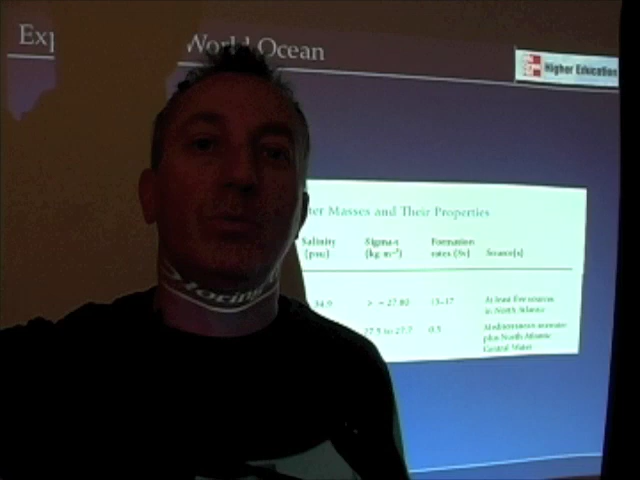 Exp World Ocean
Higher Education
ter Masses and Their Properties
Salinity Sigma-t Formation
(psu) (kg m⁻³) rates (Sv) Source(s)
34.9 > ~ 27.80 13–17 At least five sources
in North Atlantic
27.5 to 27.7 0.5 Mediterranean
plus North Atlantic
Central Water